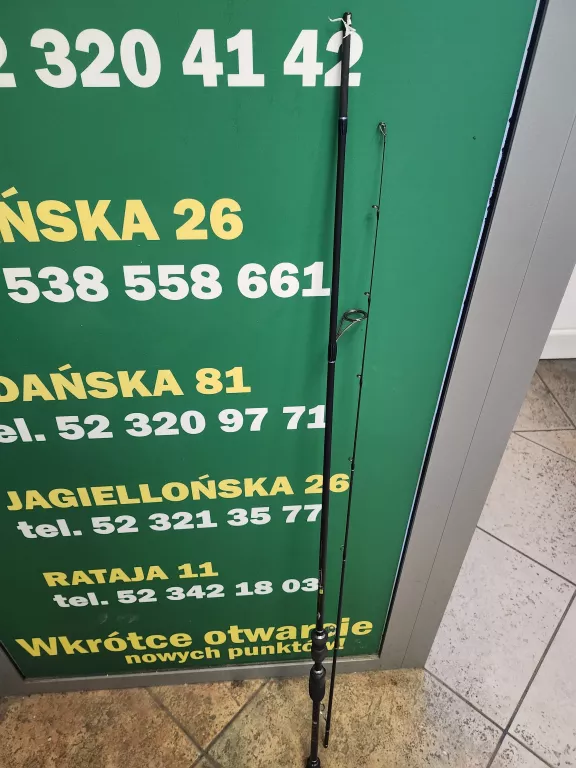 2 320 41 42
ŃSKA 26
538 558 661
DAŃSKA 81
el. 52 320 97 71
JAGIELLOŃSKA 26
tel. 52 321 35 77
RATAJA 11
tel. 52 342 18 03
Wkrótce otwarcie
nowych punktów!